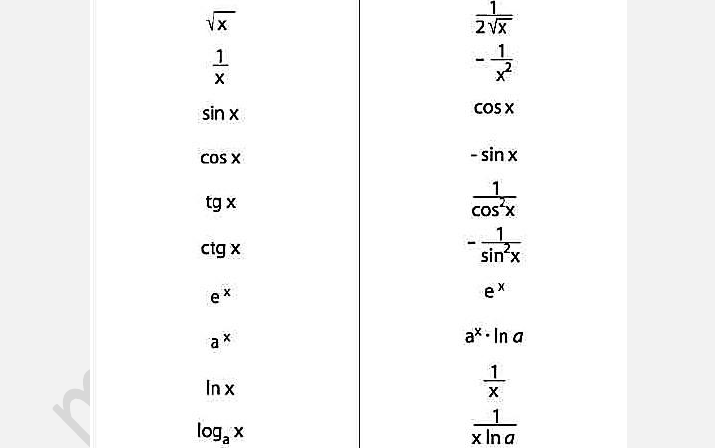 √x 1/(2√x)
1/x - 1/x²
sin x cos x
cos x - sin x
tg x 1/cos²x
ctg x - 1/sin²x
eˣ eˣ
aˣ aˣ · ln a
ln x 1/x
logₐ x 1/(x ln a)